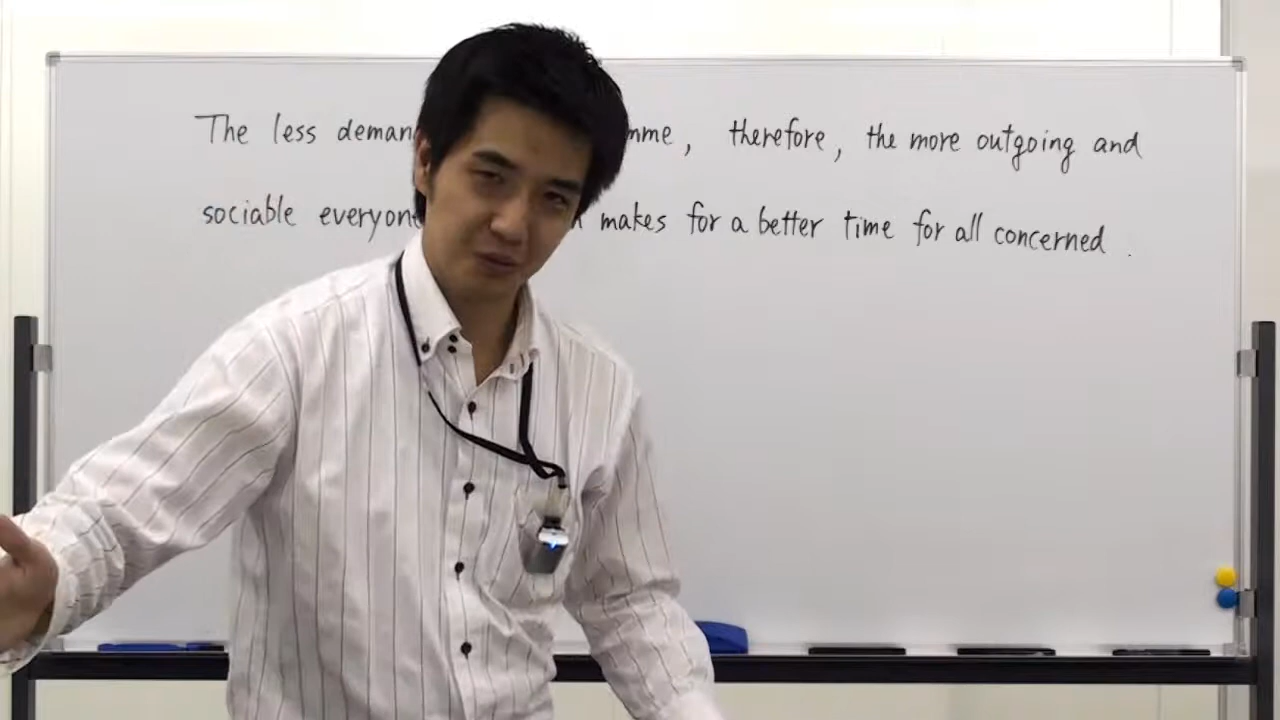 The less deman mme, therefore, the more outgoing and
sociable everyone makes for a better time for all concerned.